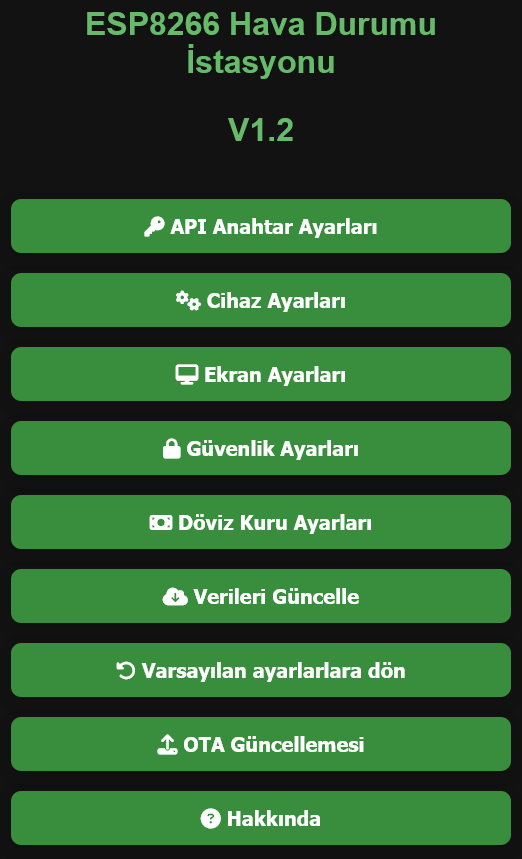 ESP8266 Hava Durumu
İstasyonu
V1.2
API Anahtar Ayarları
Cihaz Ayarları
Ekran Ayarları
Güvenlik Ayarları
Döviz Kuru Ayarları
Verileri Güncelle
Varsayılan ayarlarlara dön
OTA Güncellemesi
Hakkında